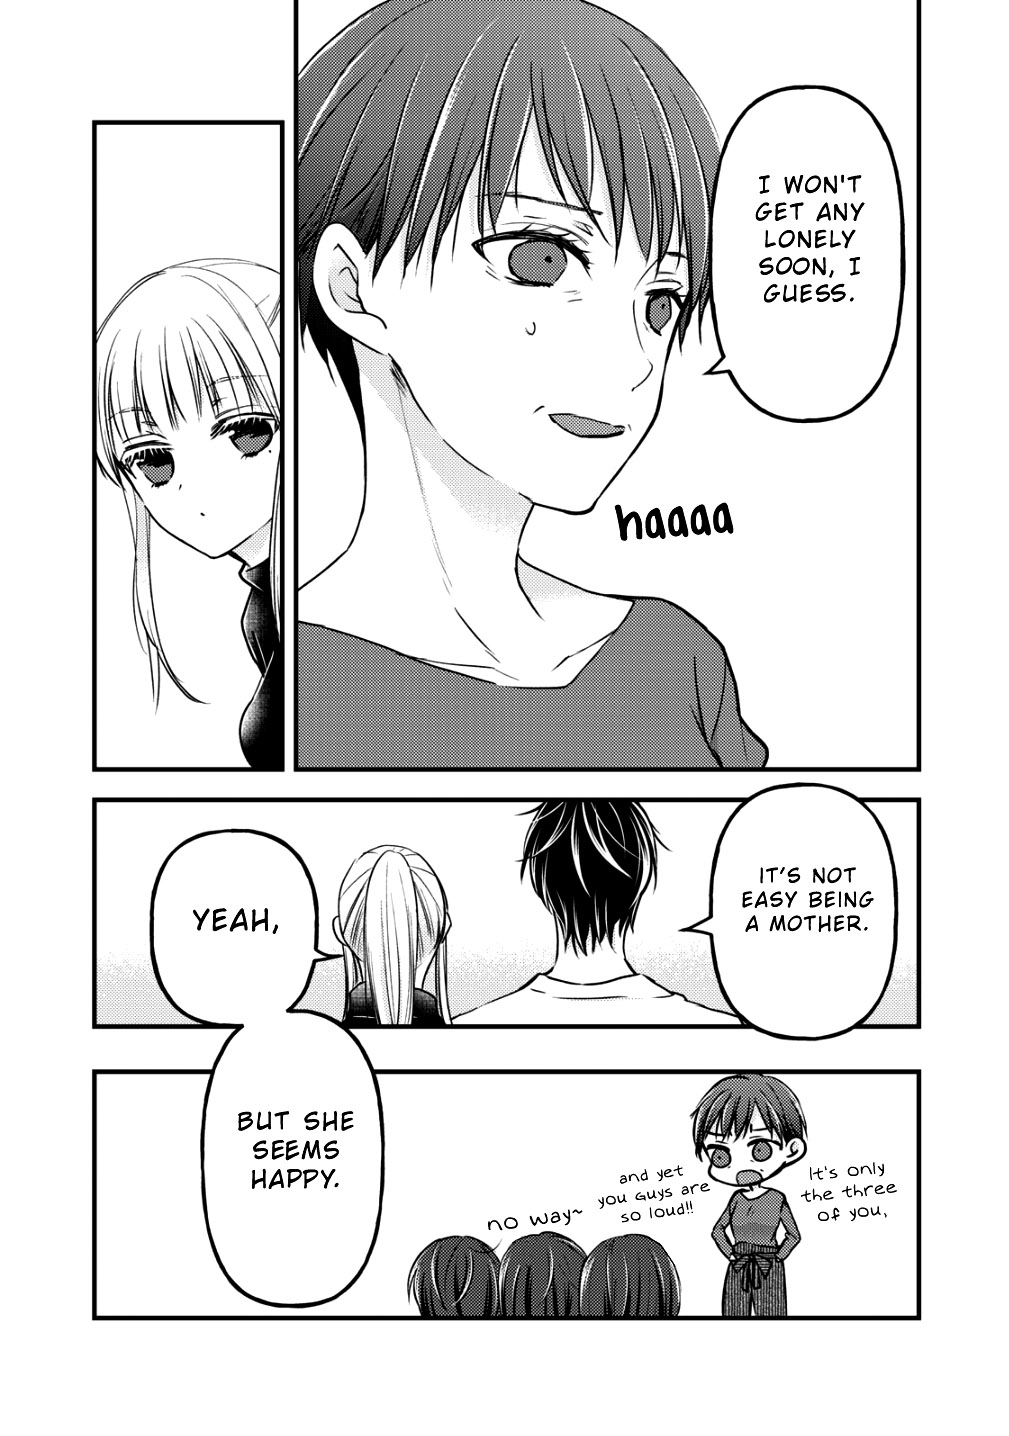 I WON'T
GET ANY
LONELY
SOON, I
GUESS.
haaaa
IT'S NOT
EASY BEING
A MOTHER.
YEAH,
BUT SHE
SEEMS
HAPPY.
It's only
the three
of you,
and yet
you guys are
so loud!!
no way~